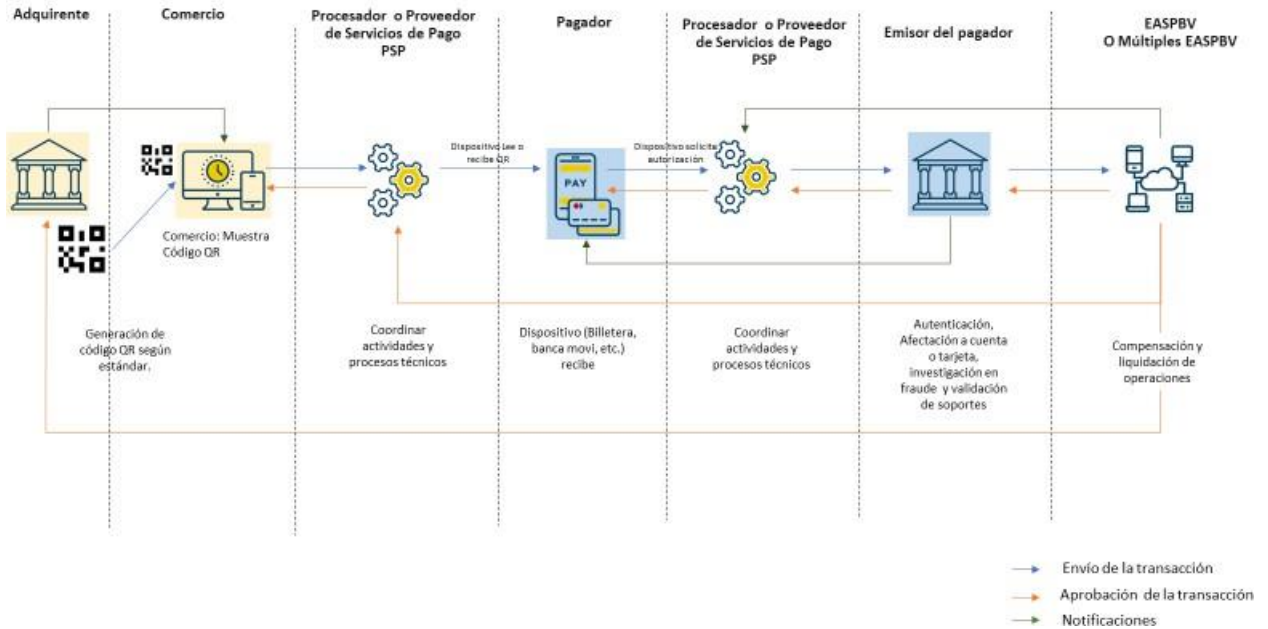 Adquirente
Comercio
Procesador o Proveedor
de Servicios de Pago
PSP
Pagador
Procesador o Proveedor
de Servicios de Pago
PSP
Emisor del pagador
EASPBV
O Múltiples EASPBV
Dispositivo Lee o
recibe QR
Dispositivo solicita
autorización
PAY
Comercio: Muestra
Código QR
Generación de
código QR según
estándar.
Coordinar
actividades y
procesos técnicos
Dispositivo (Billetera,
banca movi, etc.)
recibe
Coordinar
actividades y
procesos técnicos
Autenticación,
Afectación a cuenta
o tarjeta,
investigación en
fraude y validación
de soportes
Compensación y
liquidación de
operaciones
Envío de la transacción
Aprobación de la transacción
Notificaciones